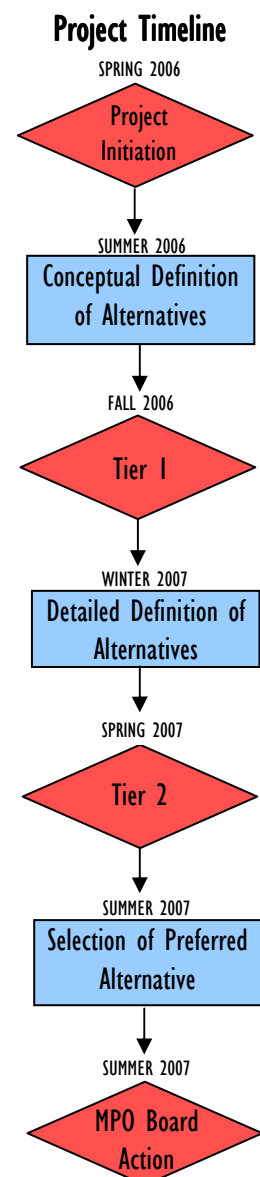 Project Timeline
SPRING 2006
Project
Initiation
SUMMER 2006
Conceptual Definition
of Alternatives
FALL 2006
Tier 1
WINTER 2007
Detailed Definition of
Alternatives
SPRING 2007
Tier 2
SUMMER 2007
Selection of Preferred
Alternative
SUMMER 2007
MPO Board
Action